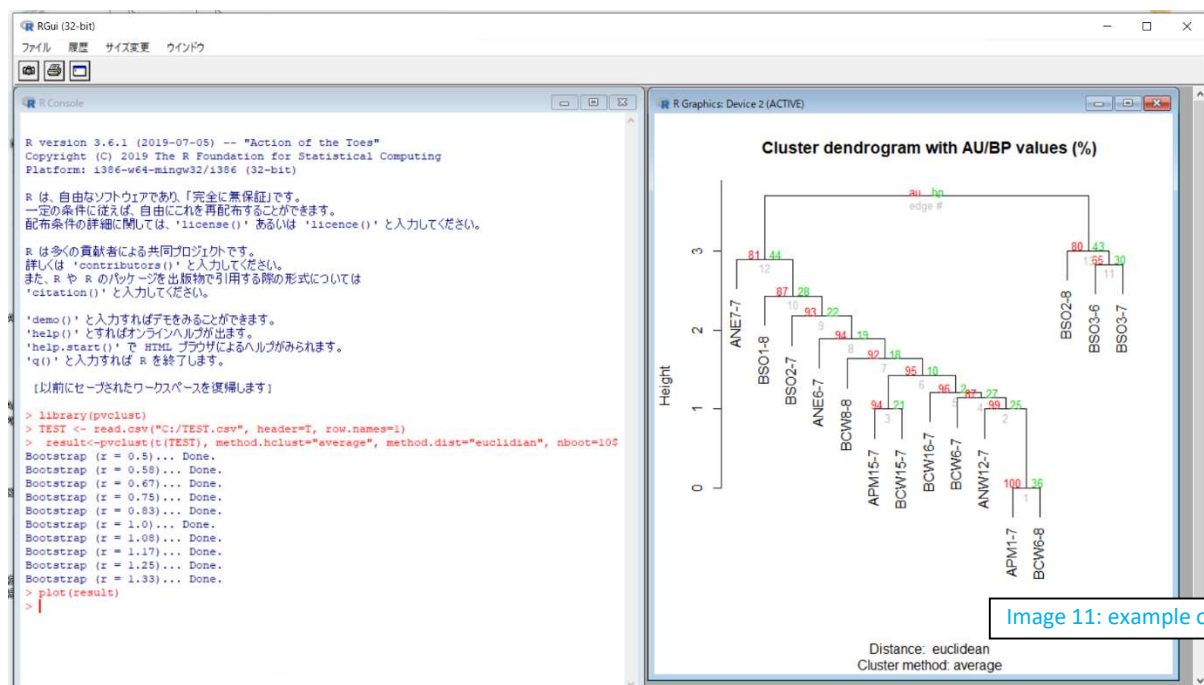 RGui (32-bit)
ファイル 履歴 サイズ変更 ウインドウ
R Console
R version 3.6.1 (2019-07-05) -- "Action of the Toes"
Copyright (C) 2019 The R Foundation for Statistical Computing
Platform: i386-w64-mingw32/i386 (32-bit)
R は、自由なソフトウェアであり、「完全に無保証」です。
一定の条件に従えば、自由にこれを再配布することができます。
配布条件の詳細に関しては、'license()' あるいは 'licence()' と入力してください。
R は多くの貢献者による共同プロジェクトです。
詳しくは 'contributors()' と入力してください。
また、R や R のパッケージを出版物で引用する際の形式については
'citation()' と入力してください。
'demo()' と入力すればデモをみることができます。
'help()' とすればオンラインヘルプが出ます。
'help.start()' で HTML ブラウザによるヘルプがみられます。
'q()' と入力すれば R を終了します。
[以前にセーブされたワークスペースを復帰します]
> library(pvclust)
> TEST <- read.csv("C:/TEST.csv", header=T, row.names=1)
> result<-pvclust(t(TEST), method.hclust="average", method.dist="euclidian", nboot=10$
Bootstrap (r = 0.5)... Done.
Bootstrap (r = 0.58)... Done.
Bootstrap (r = 0.67)... Done.
Bootstrap (r = 0.75)... Done.
Bootstrap (r = 0.83)... Done.
Bootstrap (r = 1.0)... Done.
Bootstrap (r = 1.08)... Done.
Bootstrap (r = 1.17)... Done.
Bootstrap (r = 1.25)... Done.
Bootstrap (r = 1.33)... Done.
> plot(result)
>
R Graphics: Device 2 (ACTIVE)
Cluster dendrogram with AU/BP values (%)
au bp
edge #
Height
3
2
1
0
81 44
12
80 43
65 30
11
87 28
10
93 22
9
94 19
8
92 18
7
95 10
6
96 2
5
87 27
4
94 21
3
99 25
2
100 36
1
ANE7-7
BSO1-8
BSO2-7
ANE6-7
BCW8-8
APM15-7
BCW15-7
BCW16-7
BCW6-7
ANW12-7
APM1-7
BCW6-8
BSO2-8
BSO3-6
BSO3-7
Distance: euclidean
Cluster method: average
Image 11: example